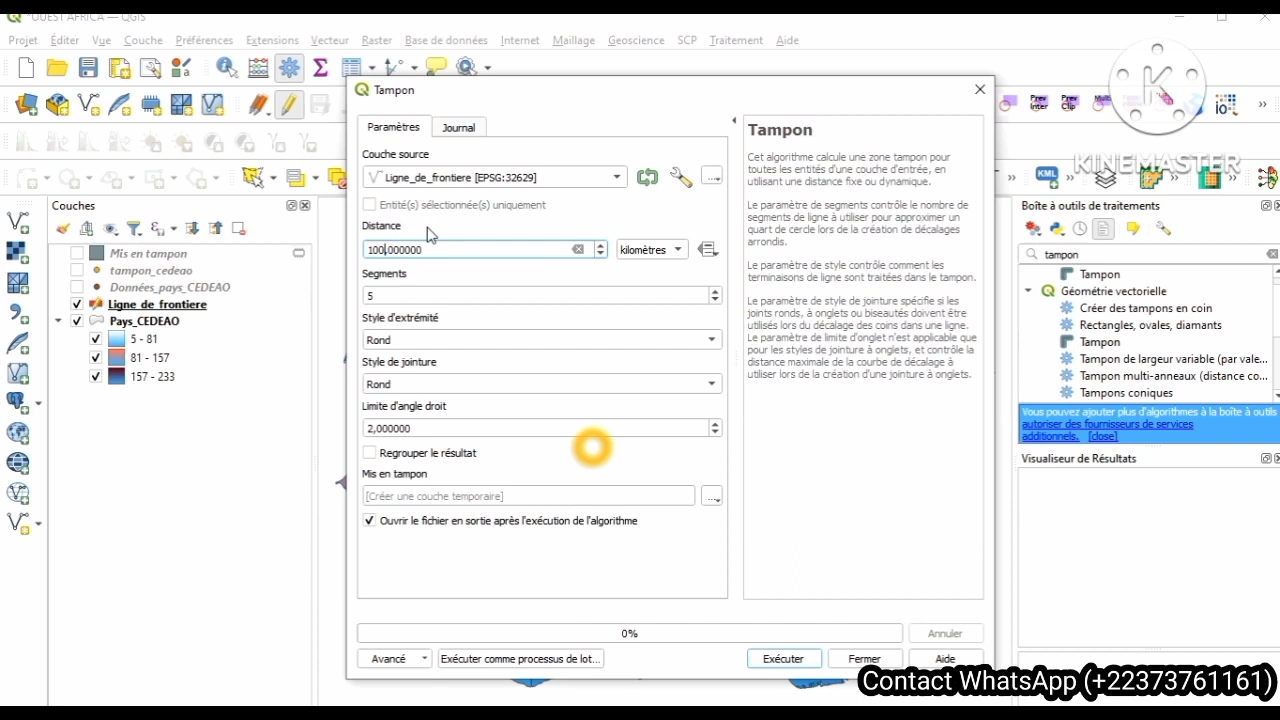 *OUEST AFRICA — QGIS
Projet Éditer Vue Couche Préférences Extensions Vecteur Raster Base de données Internet Maillage Geoscience SCP Traitement Aide
Tampon
Paramètres Journal
Couche source
Ligne_de_frontiere [EPSG:32629]
Entité(s) sélectionnée(s) uniquement
Distance
100,000000 kilomètres
Segments
5
Style d'extrémité
Rond
Style de jointure
Rond
Limite d'angle droit
2,000000
Regrouper le résultat
Mis en tampon
[Créer une couche temporaire]
Ouvrir le fichier en sortie après l'exécution de l'algorithme
0%
Annuler
Avancé Exécuter comme processus de lot... Exécuter Fermer Aide
Tampon
Cet algorithme calcule une zone tampon pour
toutes les entités d'une couche d'entrée, en
utilisant une distance fixe ou dynamique.
Le paramètre de segments contrôle le nombre de
segments de ligne à utiliser pour approximer un
quart de cercle lors de la création de décalages
arrondis.
Le paramètre de style contrôle comment les
terminaisons de ligne sont traitées dans le tampon.
Le paramètre de style de jointure spécifie si les
joints ronds, à onglets ou biseautés doivent être
utilisés lors du décalage des coins dans une ligne.
Le paramètre de limite d'onglet n'est applicable que
pour les styles de jointure à onglets, et contrôle la
distance maximale de la courbe de décalage à
utiliser lors de la création d'une jointure à onglets.
Couches
Mis en tampon
tampon_cedeao
Données_pays_CEDEAO
Ligne_de_frontiere
Pays_CEDEAO
5 - 81
81 - 157
157 - 233
K
KINEMASTER
Prev
Inter
Prev
Clip
KML
Boîte à outils de traitements
tampon
Tampon
Géométrie vectorielle
Créer des tampons en coin
Rectangles, ovales, diamants
Tampon
Tampon de largeur variable (par vale...
Tampon multi-anneaux (distance co...
Tampons coniques
Vous pouvez ajouter plus d'algorithmes à la boîte à outils
autoriser des fournisseurs de services
additionnels. [close]
Visualiseur de Résultats
Contact WhatsApp (+22373761161)